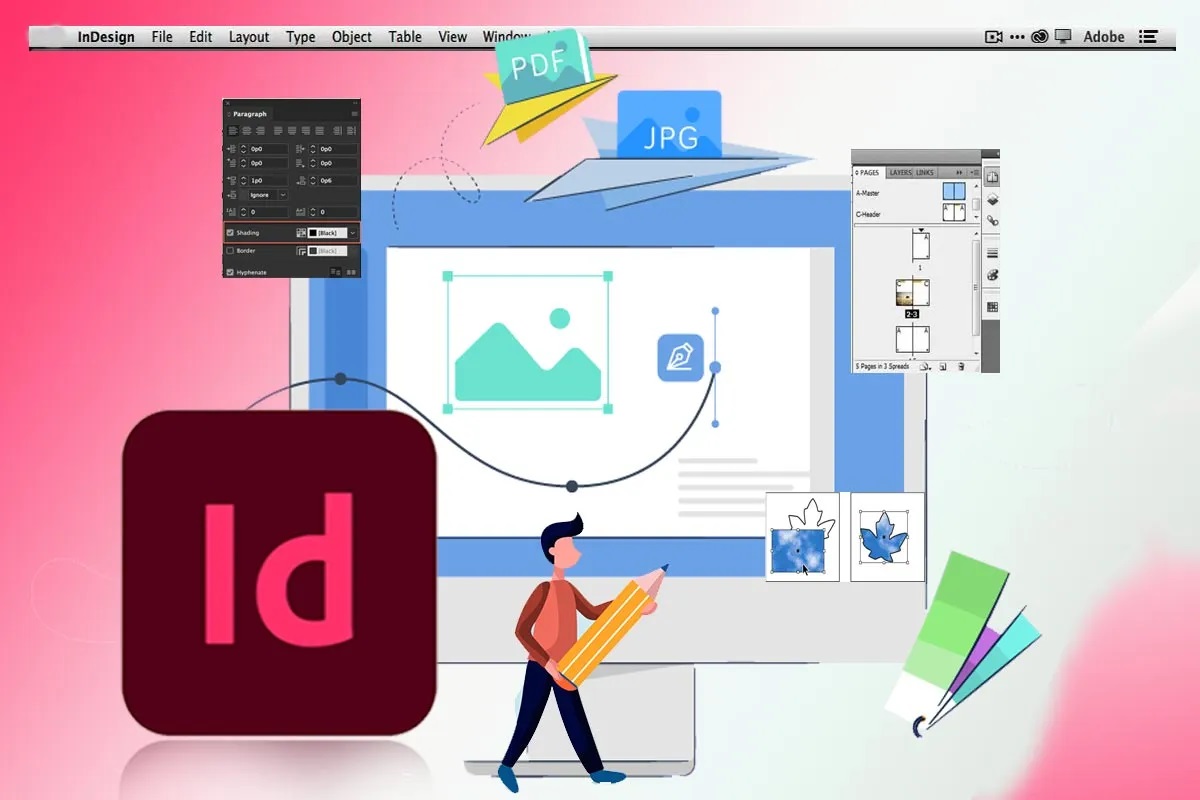 InDesign File Edit Layout Type Object Table View Window
Adobe
PDF
JPG
Paragraph
0p0 0p0
0p0 0p0
1p0 0p6
Ignore
0 0
Shading [Black]
Border [Black]
Hyphenate
PAGES LAYERS LINKS
A-Master
C-Header
A A
A
1
C C
2-3
A A
5 Pages in 3 Spreads
Id